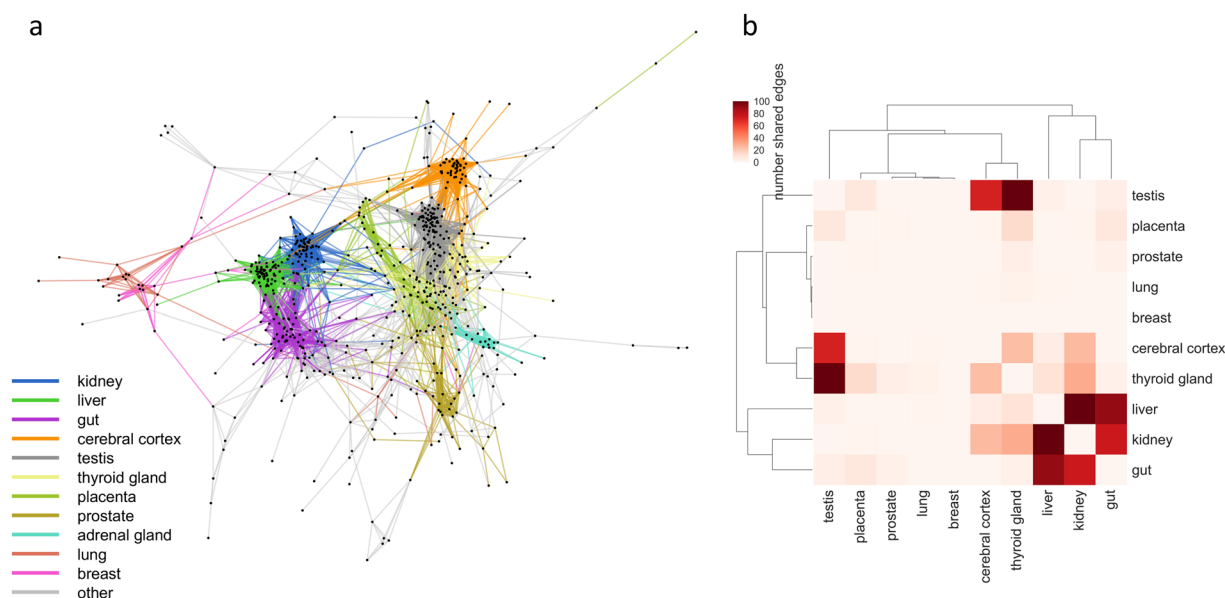 a
b
kidney
liver
gut
cerebral cortex
testis
thyroid gland
placenta
prostate
adrenal gland
lung
breast
other
number shared edges
100
80
60
40
20
0
testis
placenta
prostate
lung
breast
cerebral cortex
thyroid gland
liver
kidney
gut
testis
placenta
prostate
lung
breast
cerebral cortex
thyroid gland
liver
kidney
gut